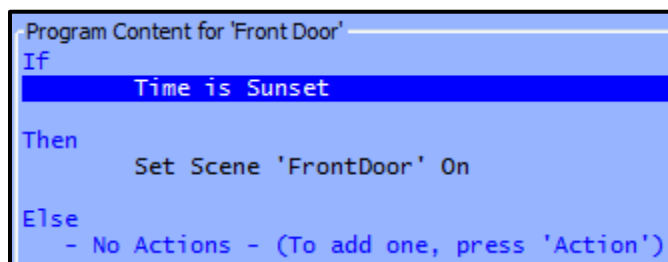 Program Content for 'Front Door'
If
Time is Sunset
Then
Set Scene 'FrontDoor' On
Else
- No Actions - (To add one, press 'Action')